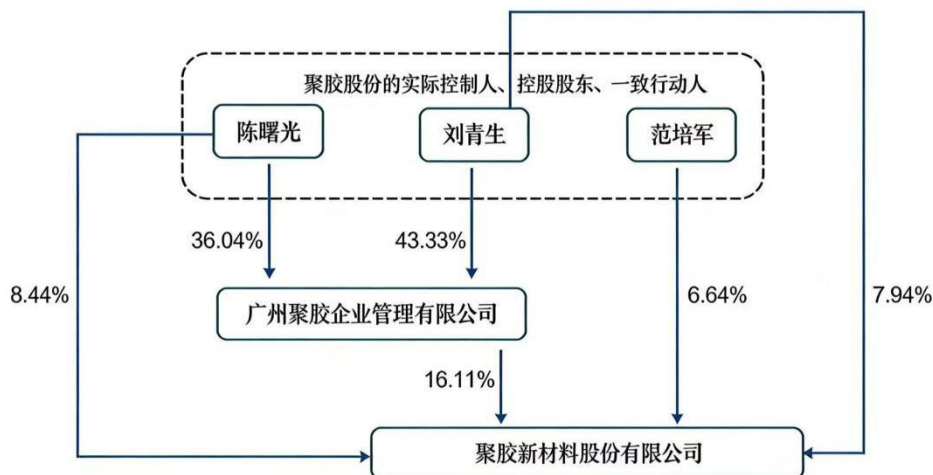 聚胶股份的实际控制人、控股股东、一致行动人
陈曙光
刘青生
范培军
36.04%
43.33%
8.44%
6.64%
7.94%
广州聚胶企业管理有限公司
16.11%
聚胶新材料股份有限公司